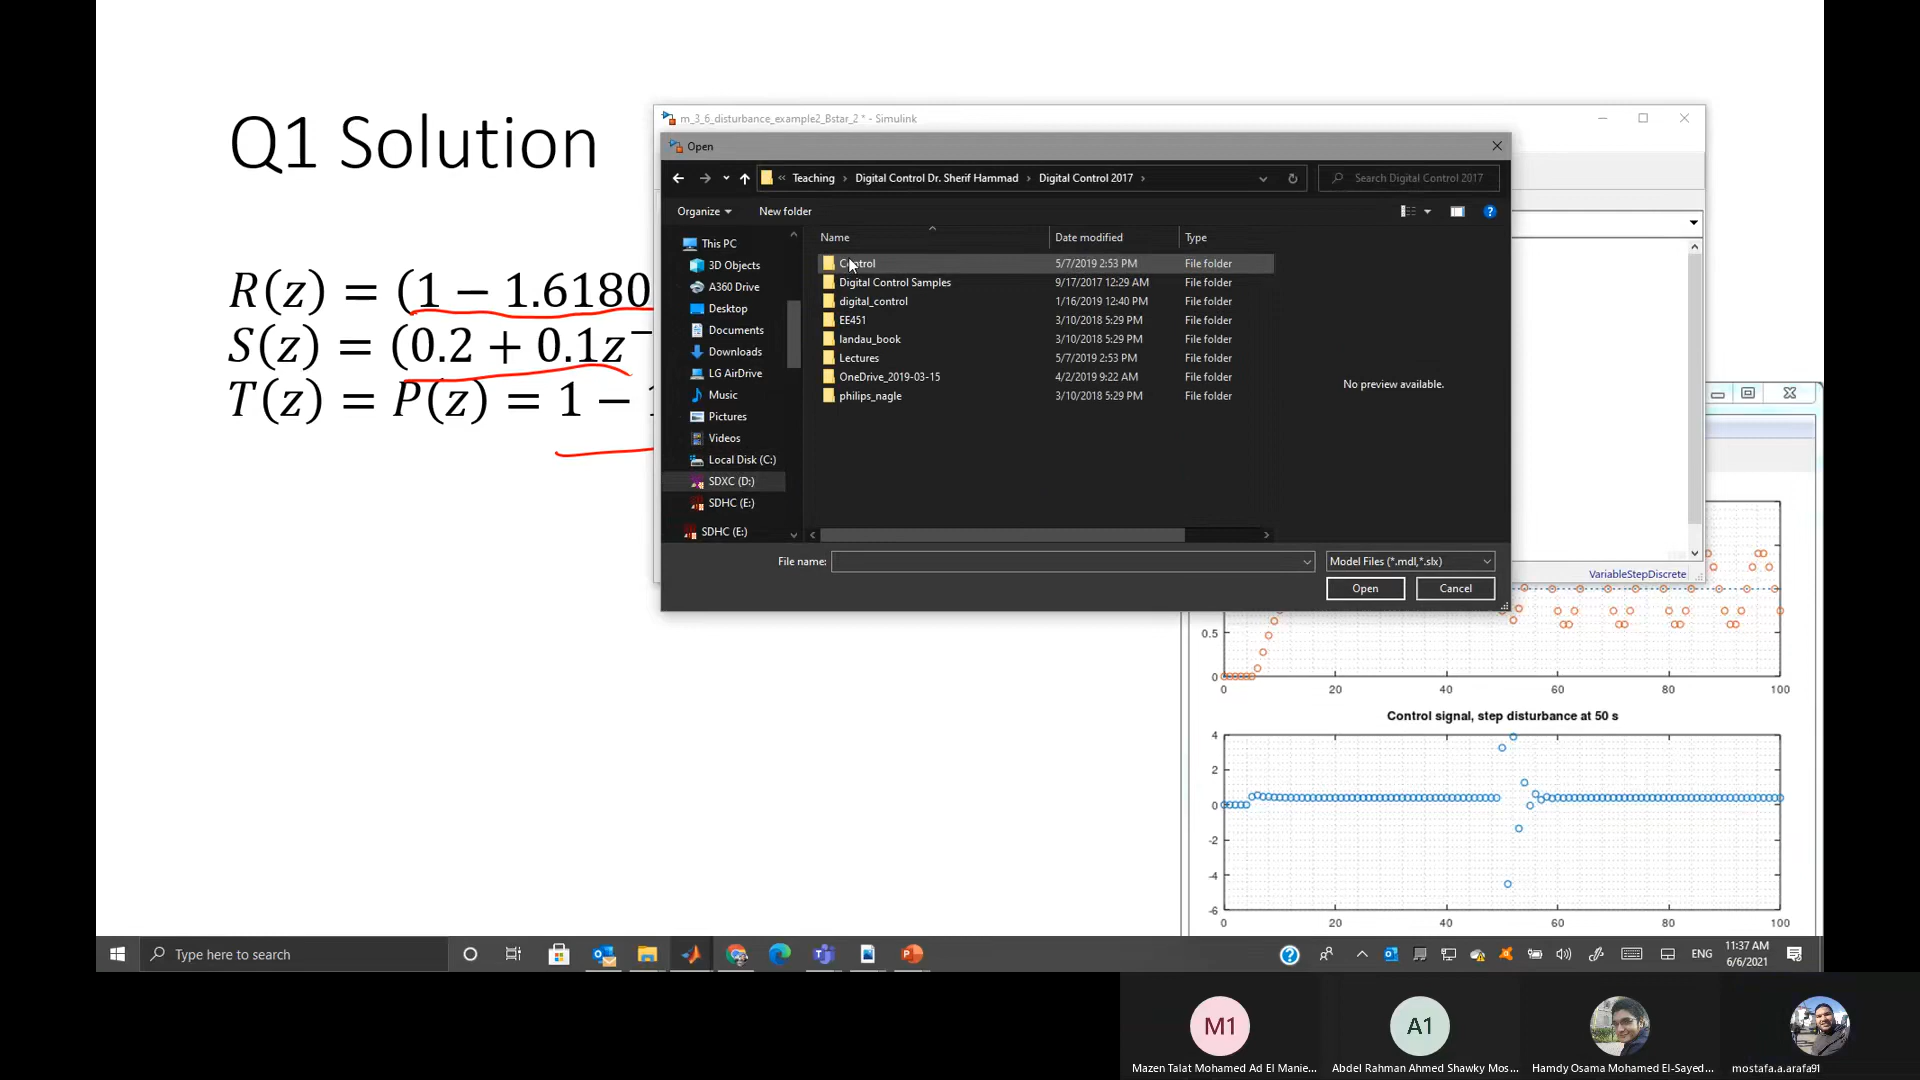 Q1 Solution
R(z) = (1 − 1.6180
S(z) = (0.2 + 0.1z⁻
T(z) = P(z) = 1 −
m_3_6_disturbance_example2_Bstar_2 * - Simulink
Open
« Teaching › Digital Control Dr. Sherif Hammad › Digital Control 2017 ›
Search Digital Control 2017
Organize
New folder
Name Date modified Type
This PC
3D Objects
A360 Drive
Desktop
Documents
Downloads
LG AirDrive
Music
Pictures
Videos
Local Disk (C:)
SDXC (D:)
SDHC (E:)
SDHC (E:)
Control 5/7/2019 2:53 PM File folder
Digital Control Samples 9/17/2017 12:29 AM File folder
digital_control 1/16/2019 12:40 PM File folder
EE451 3/10/2018 5:29 PM File folder
landau_book 3/10/2018 5:29 PM File folder
Lectures 5/7/2019 2:53 PM File folder
OneDrive_2019-03-15 4/2/2019 9:22 AM File folder
philips_nagle 3/10/2018 5:29 PM File folder
No preview available.
File name:
Model Files (*.mdl,*.slx)
Open
Cancel
VariableStepDiscrete
0.5
0
0 20 40 60 80 100
Control signal, step disturbance at 50 s
4
2
0
-2
-4
-6
0 20 40 60 80 100
Type here to search
ENG
11:37 AM
6/6/2021
M1
A1
Mazen Talat Mohamed Ad El Manie...
Abdel Rahman Ahmed Shawky Mos...
Hamdy Osama Mohamed El-Sayed...
mostafa.a.arafa91